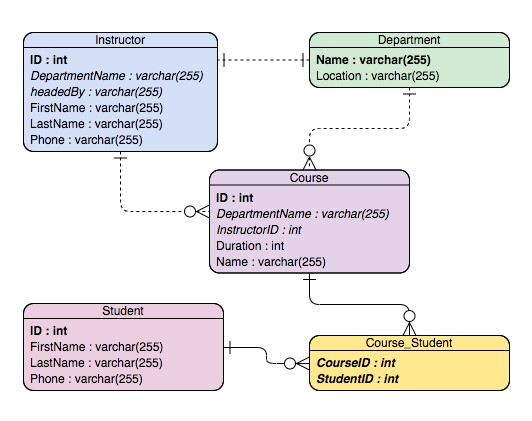 Instructor
ID : int
DepartmentName : varchar(255)
headedBy : varchar(255)
FirstName : varchar(255)
LastName : varchar(255)
Phone : varchar(255)
Department
Name : varchar(255)
Location : varchar(255)
Course
ID : int
DepartmentName : varchar(255)
InstructorID : int
Duration : int
Name : varchar(255)
Student
ID : int
FirstName : varchar(255)
LastName : varchar(255)
Phone : varchar(255)
Course_Student
CourseID : int
StudentID : int